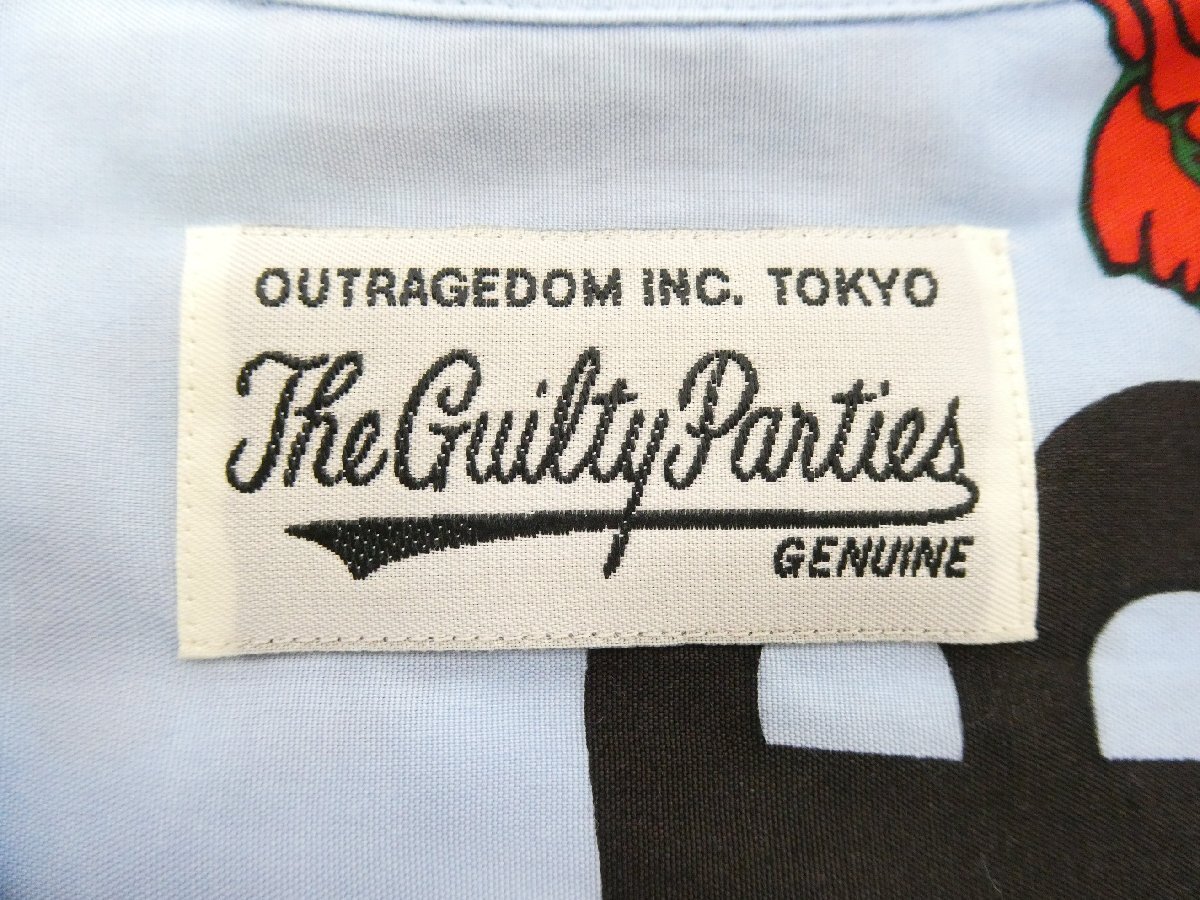 OUTRAGEDOM INC. TOKYO
The Guilty Parties
GENUINE